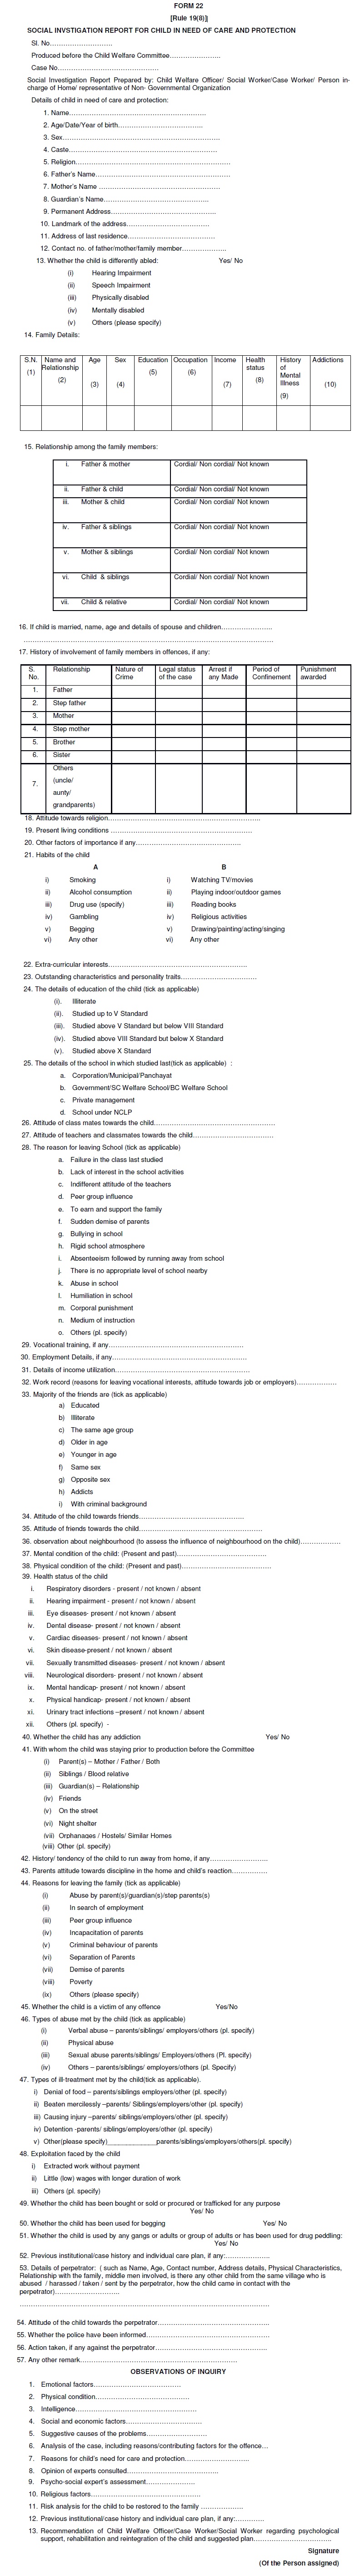 FORM 22
[Rule 19(8)]
SOCIAL INVSTIGATION REPORT FOR CHILD IN NEED OF CARE AND PROTECTION
Sl. No………………………
Produced before the Child Welfare Committee………………….
Case No………………………………………
Social Investigation Report Prepared by: Child Welfare Officer/ Social Worker/Case Worker/ Person in-
charge of Home/ representative of Non- Governmental Organization
Details of child in need of care and protection:
1. Name……………………………………………………
2. Age/Date/Year of birth………………………………
3. Sex…………………………………………………
4. Caste…………………………………………………
5. Religion……………………………………………………
6. Father's Name……………………………………………
7. Mother's Name ………………………………………
8. Guardian's Name……………………………………
9. Permanent Address…………………………………
10. Landmark of the address……………………………
11. Address of last residence……………………………
12. Contact no. of father/mother/family member………………
13. Whether the child is differently abled: Yes/ No
(i) Hearing Impairment
(ii) Speech Impairment
(iii) Physically disabled
(iv) Mentally disabled
(v) Others (please specify)
14. Family Details:
S.N. Name and Age Sex Education Occupation Income Health History Addictions
(1) Relationship (5) (6) status of
(2) (3) (4) (7) (8) Mental (10)
Illness
(9)
15. Relationship among the family members:
i. Father & mother Cordial/ Non cordial/ Not known
ii. Father & child Cordial/ Non cordial/ Not known
iii. Mother & child Cordial/ Non cordial/ Not known
iv. Father & siblings Cordial/ Non cordial/ Not known
v. Mother & siblings Cordial/ Non cordial/ Not known
vi. Child & siblings Cordial/ Non cordial/ Not known
vii. Child & relative Cordial/ Non cordial/ Not known
16. If child is married, name, age and details of spouse and children…………………..
…………………………………………………………………………………………
17. History of involvement of family members in offences, if any:
S. Relationship Nature of Legal status Arrest if Period of Punishment
No. Crime of the case any Made Confinement awarded
1. Father
2. Step father
3. Mother
4. Step mother
5. Brother
6. Sister
Others
(uncle/
7.
aunty/
grandparents)
18. Attitude towards religion…………………………………………………………..
19. Present living conditions …………………………………………………………
20. Other factors of importance if any……………………………………….
21. Habits of the child
A B
i) Smoking i) Watching TV/movies
ii) Alcohol consumption ii) Playing indoor/outdoor games
iii) Drug use (specify) iii) Reading books
iv) Gambling iv) Religious activities
v) Begging v) Drawing/painting/acting/singing
vi) Any other vi) Any other
22. Extra-curricular interests……………………………………………………..
23. Outstanding characteristics and personality traits……………………………
24. The details of education of the child (tick as applicable)
(i). Illiterate
(ii). Studied up to V Standard
(iii). Studied above V Standard but below VIII Standard
(iv). Studied above VIII Standard but below X Standard
(v). Studied above X Standard
25. The details of the school in which studied last(tick as applicable) :
a. Corporation/Municipal/Panchayat
b. Government/SC Welfare School/BC Welfare School
c. Private management
d. School under NCLP
26. Attitude of class mates towards the child………………………………………………
27. Attitude of teachers and classmates towards the child………………………………
28. The reason for leaving School (tick as applicable)
a. Failure in the class last studied
b. Lack of interest in the school activities
c. Indifferent attitude of the teachers
d. Peer group influence
e. To earn and support the family
f. Sudden demise of parents
g. Bullying in school
h. Rigid school atmosphere
i. Absenteeism followed by running away from school
j. There is no appropriate level of school nearby
k. Abuse in school
l. Humiliation in school
m. Corporal punishment
n. Medium of instruction
o. Others (pl. specify)
29. Vocational training, if any……………………………………………………
30. Employment Details, if any……………………………………………………
31. Details of income utilization……………………………………………………
32. Work record (reasons for leaving vocational interests, attitude towards job or employers)………………
33. Majority of the friends are (tick as applicable)
a) Educated
b) Illiterate
c) The same age group
d) Older in age
e) Younger in age
f) Same sex
g) Opposite sex
h) Addicts
i) With criminal background
34. Attitude of the child towards friends………………………………………
35. Attitude of friends towards the child………………………………………………
36. observation about neighbourhood (to assess the influence of neighbourhood on the child)………………
37. Mental condition of the child: (Present and past)…………………………………
38. Physical condition of the child: (Present and past)…………………………………
39. Health status of the child
i. Respiratory disorders - present / not known / absent
ii. Hearing impairment - present / not known / absent
iii. Eye diseases- present / not known / absent
iv. Dental disease- present / not known / absent
v. Cardiac diseases- present / not known / absent
vi. Skin disease-present / not known / absent
vii. Sexually transmitted diseases- present / not known / absent
viii. Neurological disorders- present / not known / absent
ix. Mental handicap- present / not known / absent
x. Physical handicap- present / not known / absent
xi. Urinary tract infections –present / not known / absent
xii. Others (pl. specify) -
40. Whether the child has any addiction Yes/ No
41. With whom the child was staying prior to production before the Committee
(i) Parent(s) – Mother / Father / Both
(ii) Siblings / Blood relative
(iii) Guardian(s) – Relationship
(iv) Friends
(v) On the street
(vi) Night shelter
(vii) Orphanages / Hostels/ Similar Homes
(viii) Other (pl. specify)
42. History/ tendency of the child to run away from home, if any……………………..
43. Parents attitude towards discipline in the home and child's reaction…………….
44. Reasons for leaving the family (tick as applicable)
(i) Abuse by parent(s)/guardian(s)/step parents(s)
(ii) In search of employment
(iii) Peer group influence
(iv) Incapacitation of parents
(v) Criminal behaviour of parents
(vi) Separation of Parents
(vii) Demise of parents
(viii) Poverty
(ix) Others (please specify)
45. Whether the child is a victim of any offence Yes/No
46. Types of abuse met by the child (tick as applicable)
(i) Verbal abuse – parents/siblings/ employers/others (pl. specify)
(ii) Physical abuse
(iii) Sexual abuse parents/siblings/ Employers/others (Pl. specify)
(iv) Others – parents/siblings/ employers/others (pl. Specify)
47. Types of ill-treatment met by the child(tick as applicable).
i) Denial of food – parents/siblings employers/other (pl. specify)
ii) Beaten mercilessly –parents/ Siblings/employers/other (pl. specify)
iii) Causing injury –parents/ siblings/employers/other (pl. specify)
iv) Detention -parents/ siblings/employers/other (pl. specify)
v) Other(please specify)______________parents/siblings/employers/others(pl. specify)
48. Exploitation faced by the child
i) Extracted work without payment
ii) Little (low) wages with longer duration of work
iii) Others (pl. specify)
49. Whether the child has been bought or sold or procured or trafficked for any purpose
Yes/ No
50. Whether the child has been used for begging Yes/ No
51. Whether the child is used by any gangs or adults or group of adults or has been used for drug peddling:
Yes/ No
52. Previous institutional/case history and individual care plan, if any:………………..
53. Details of perpetrator: ( such as Name, Age, Contact number, Address details, Physical Characteristics,
Relationship with the family, middle men involved, is there any other child from the same village who is
abused / harassed / taken / sent by the perpetrator, how the child came in contact with the
perpetrator)………………………..
…………………………………………………………………………………………
54. Attitude of the child towards the perpetrator…………………………………………
55. Whether the police have been informed………………………………………………
56. Action taken, if any against the perpetrator…………………………………………
57. Any other remark……………………………………………………………
OBSERVATIONS OF INQUIRY
1. Emotional factors………………………………..
2. Physical condition………………………………….
3. Intelligence…………………………………………….
4. Social and economic factors……………………………
5. Suggestive causes of the problems……………………..
6. Analysis of the case, including reasons/contributing factors for the offence…
7. Reasons for child's need for care and protection………………………..
8. Opinion of experts consulted………………………………….
9. Psycho-social expert's assessment………………….
10. Religious factors…………………………………………
11. Risk analysis for the child to be restored to the family ………………
12. Previous institutional/case history and individual care plan, if any:………….
13. Recommendation of Child Welfare Officer/Case Worker/Social Worker regarding psychological
support, rehabilitation and reintegration of the child and suggested plan……………………………..
Signature
(Of the Person assigned)